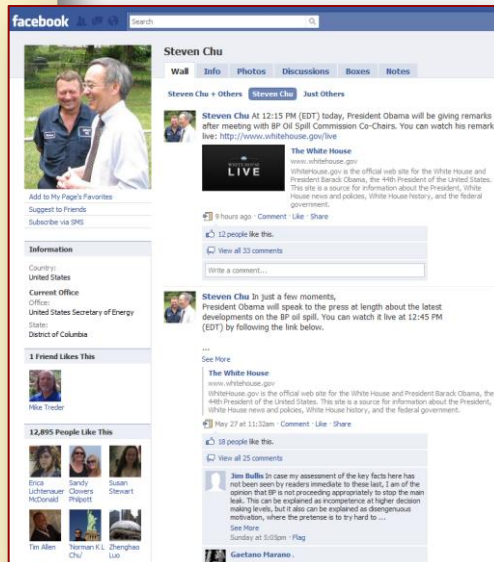 facebook
Search
Steven Chu
Wall Info Photos Discussions Boxes Notes
Steven Chu + Others Steven Chu Just Others
Steven Chu At 12:15 PM (EDT) today, President Obama will be giving remarks
after meeting with BP Oil Spill Commission Co-Chairs. You can watch his remark
live: http://www.whitehouse.gov/live
WHITE HOUSE
LIVE
The White House
www.whitehouse.gov
WhiteHouse.gov is the official web site for the White House and
President Barack Obama, the 44th President of the United States.
This site is a source for information about the President, White
House news and policies, White House history, and the federal
government.
9 hours ago · Comment · Like · Share
12 people like this.
View all 33 comments
Write a comment...
Steven Chu In just a few moments,
President Obama will speak to the press at length about the latest
developments on the BP oil spill. You can watch it live at 12:45 PM
(EDT) by following the link below.
...
See More
The White House
www.whitehouse.gov
WhiteHouse.gov is the official web site for the White House and President Barack Obama, the
44th President of the United States. This site is a source for information about the President,
White House news and policies, White House history, and the federal government.
May 27 at 11:32am · Comment · Like · Share
18 people like this.
View all 25 comments
Jim Bullis In case my assessment of the key facts here has
not been seen by readers immediate to these last, I am of the
opinion that BP is not proceeding appropriately to stop the main
leak. This can be explained as incompetence at higher decision
making levels, but it also can be explained as disengenuous
motivation, where the pretense is to try hard to ...
See More
Sunday at 5:05pm · Flag
Gaetano Marano .
Add to My Page's Favorites
Suggest to Friends
Subscribe via SMS
Information
Country:
United States
Current Office
Office:
United States Secretary of Energy
State:
District of Columbia
1 Friend Likes This
Mike Treder
12,895 People Like This
Erica
Lichtenauer
McDonald
Sandy
Clowers
Philpott
Susan
Stewart
Tim Allen
'Norman K L
Chu'
Zhenghao
Luo